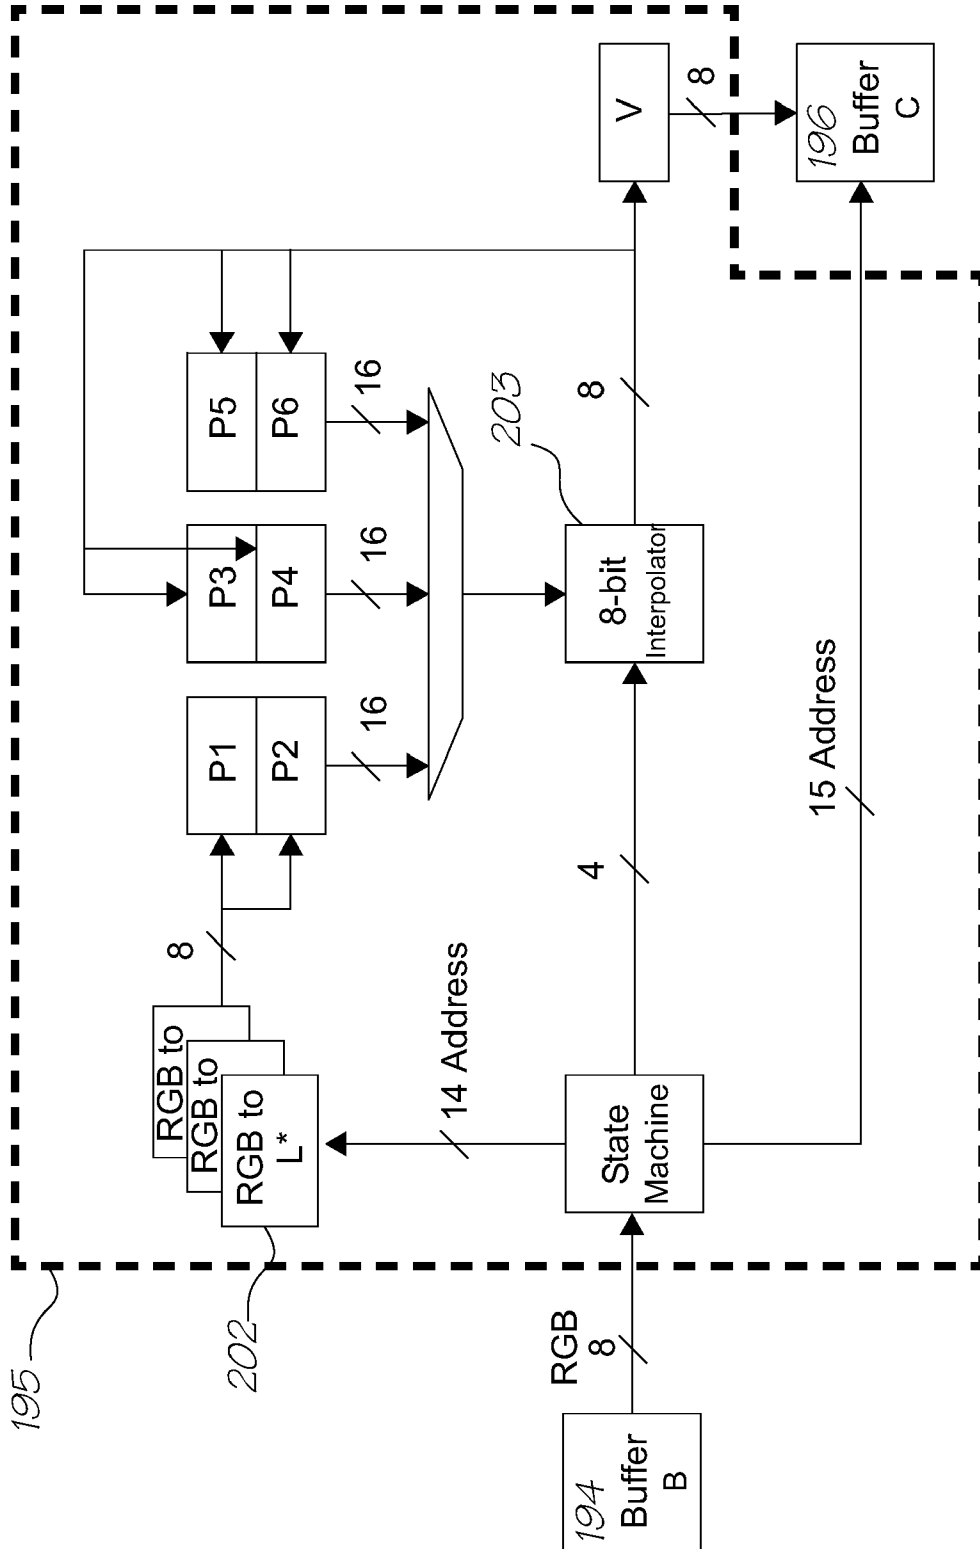 195
202
RGB to
RGB to
RGB to
L*
8
P1
P2
16
P3
P4
16
P5
P6
16
14 Address
203
194
Buffer
B
RGB
8
State
Machine
4
8-bit
Interpolator
8
V
8
15 Address
196
Buffer
C